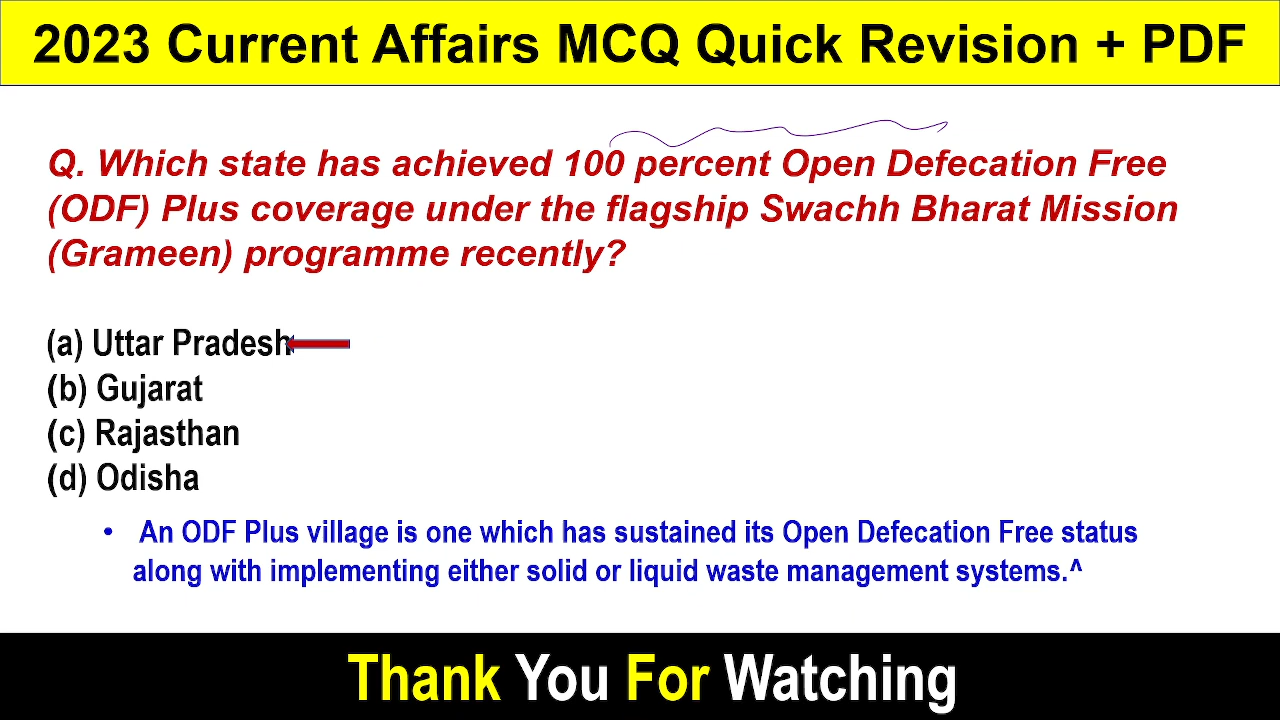 2023 Current Affairs MCQ Quick Revision + PDF
Q. Which state has achieved 100 percent Open Defecation Free
(ODF) Plus coverage under the flagship Swachh Bharat Mission
(Grameen) programme recently?
(a) Uttar Pradesh
(b) Gujarat
(c) Rajasthan
(d) Odisha
• An ODF Plus village is one which has sustained its Open Defecation Free status
along with implementing either solid or liquid waste management systems.^
Thank You For Watching